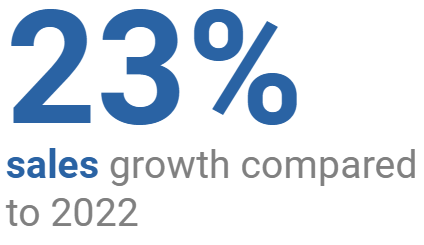 23%
sales growth compared
to 2022